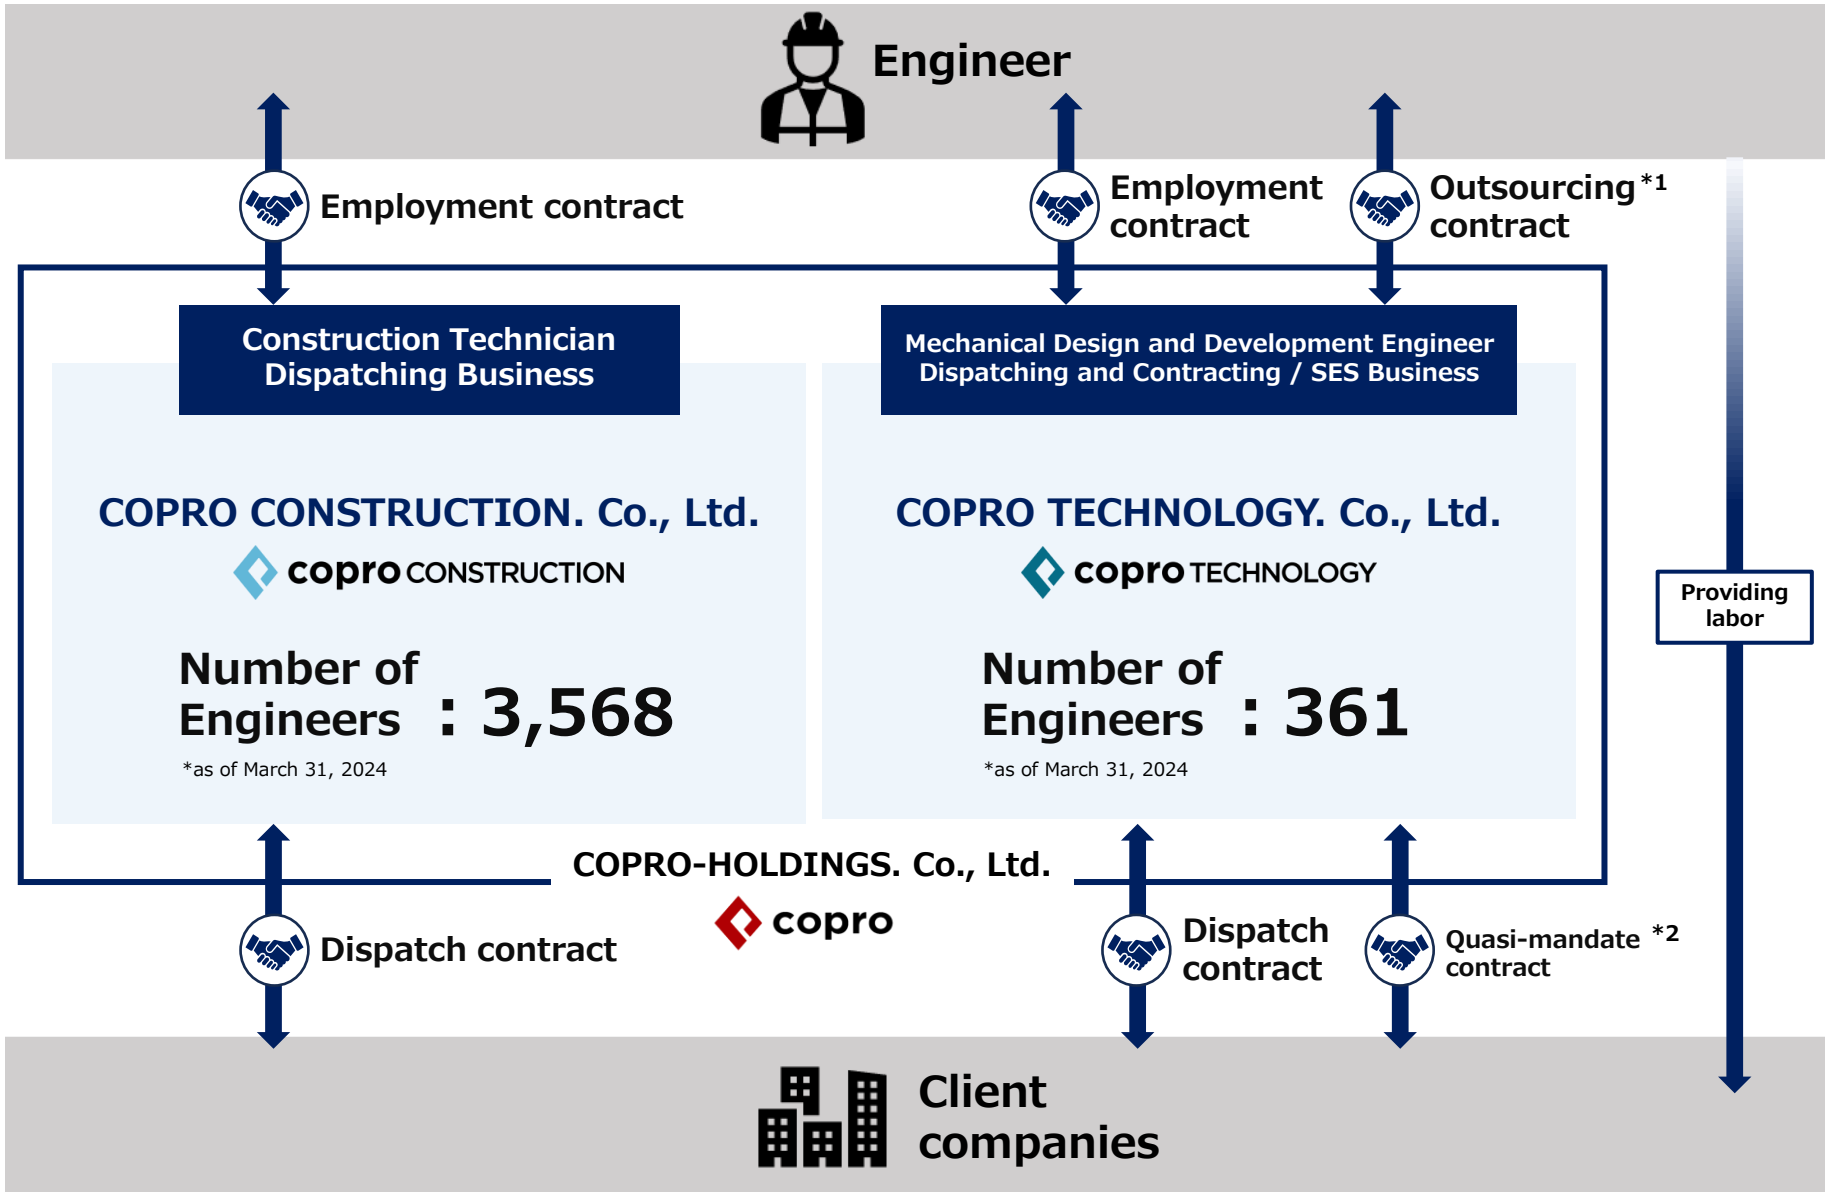 Engineer
Employment contract
Employment
contract
Outsourcing *1
contract
Construction Technician
Dispatching Business
Mechanical Design and Development Engineer
Dispatching and Contracting / SES Business
COPRO CONSTRUCTION. Co., Ltd.
copro CONSTRUCTION
Number of
Engineers : 3,568
*as of March 31, 2024
COPRO TECHNOLOGY. Co., Ltd.
copro TECHNOLOGY
Number of
Engineers : 361
*as of March 31, 2024
Providing
labor
COPRO-HOLDINGS. Co., Ltd.
copro
Dispatch contract
Dispatch
contract
Quasi-mandate *2
contract
Client
companies